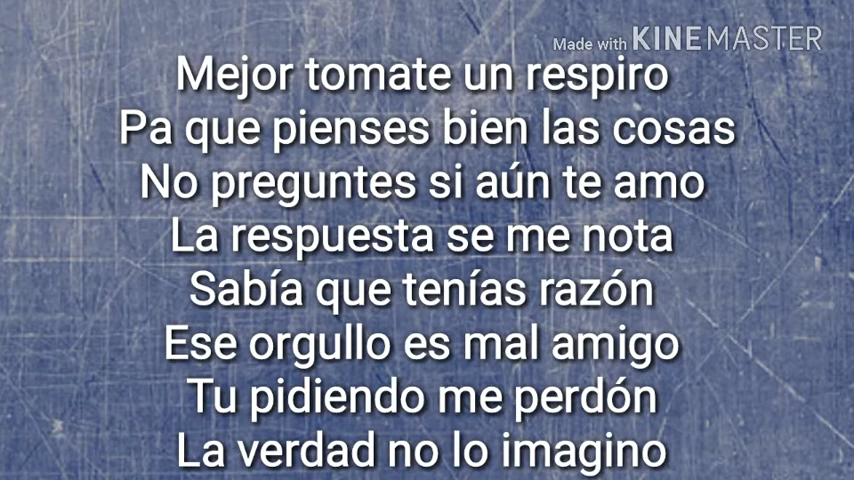 Made with KINEMASTER
Mejor tomate un respiro
Pa que pienses bien las cosas
No preguntes si aún te amo
La respuesta se me nota
Sabía que tenías razón
Ese orgullo es mal amigo
Tu pidiendo me perdón
La verdad no lo imagino